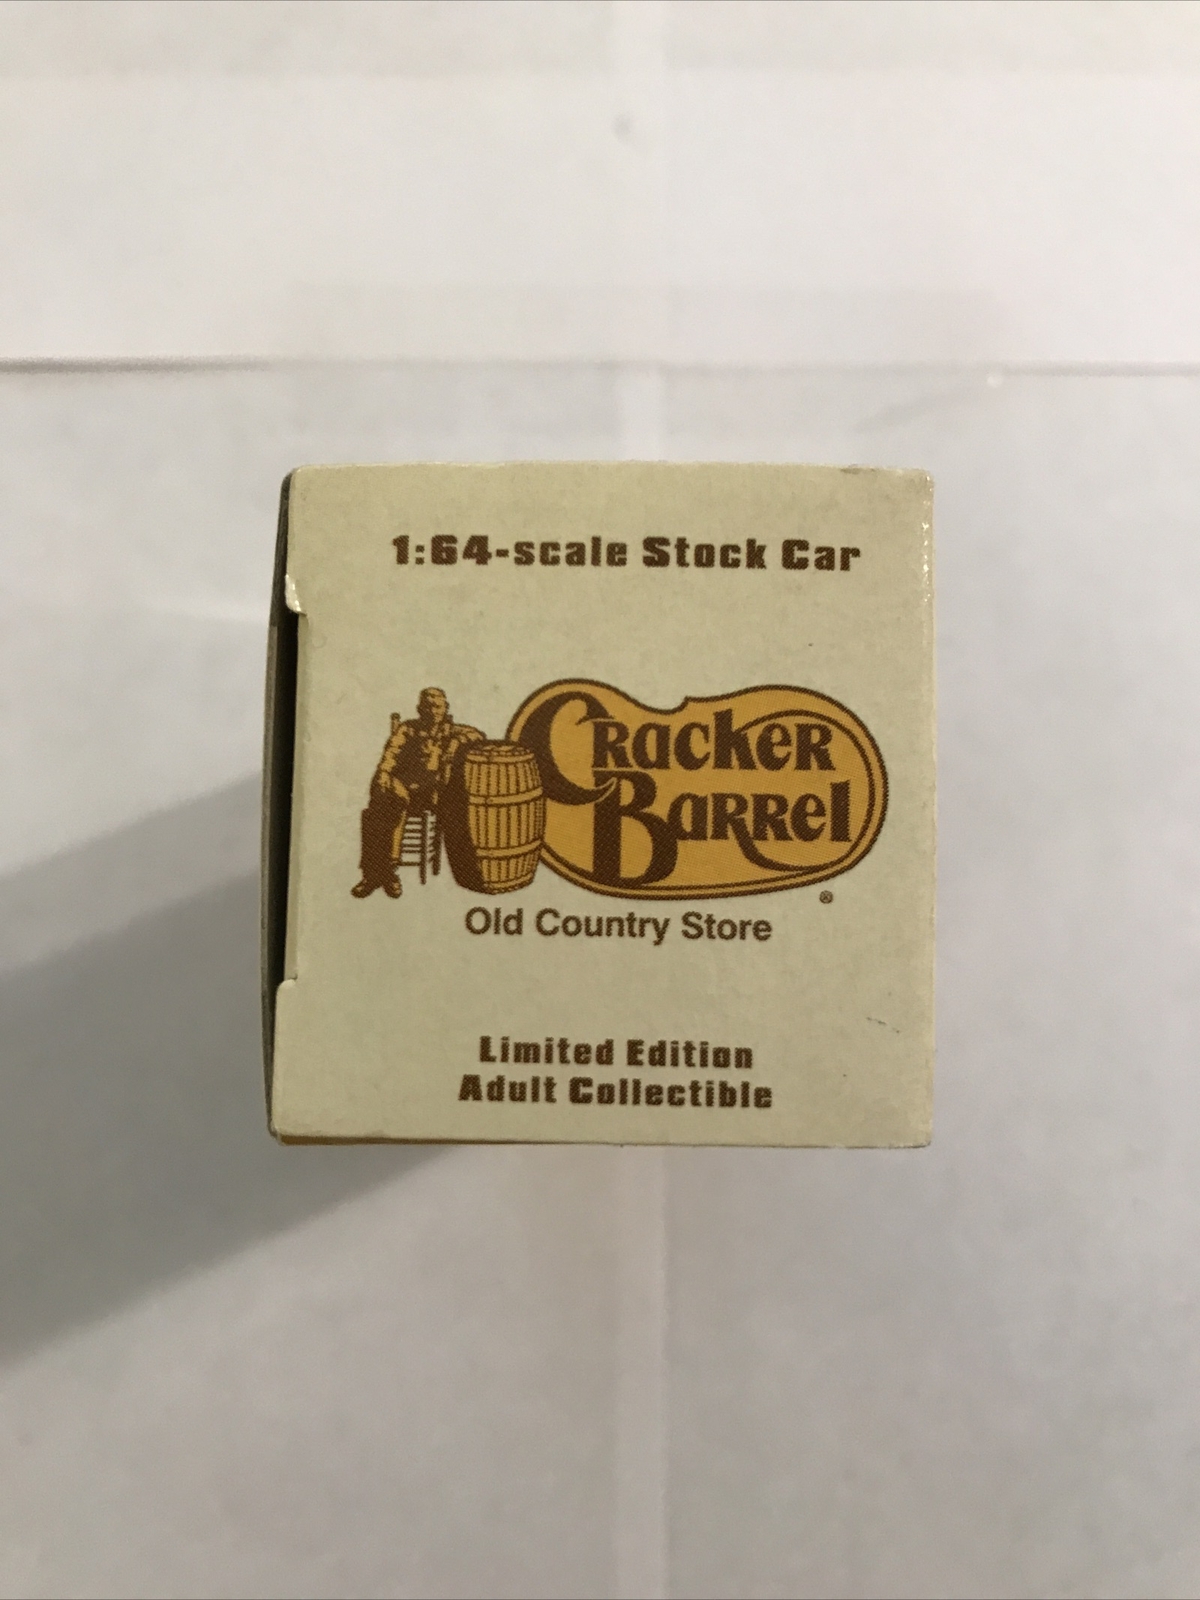 1:64-scale Stock Car
Cracker
Barrel
®
Old Country Store
Limited Edition
Adult Collectible